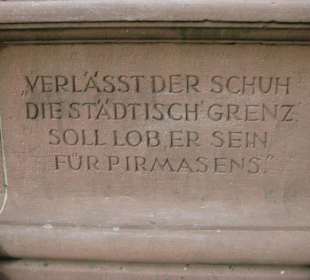 „VERLÄSST DER SCHUH
DIE STÄDTISCH' GRENZ,
SOLL LOB ER SEIN
FÜR PIRMASENS.“